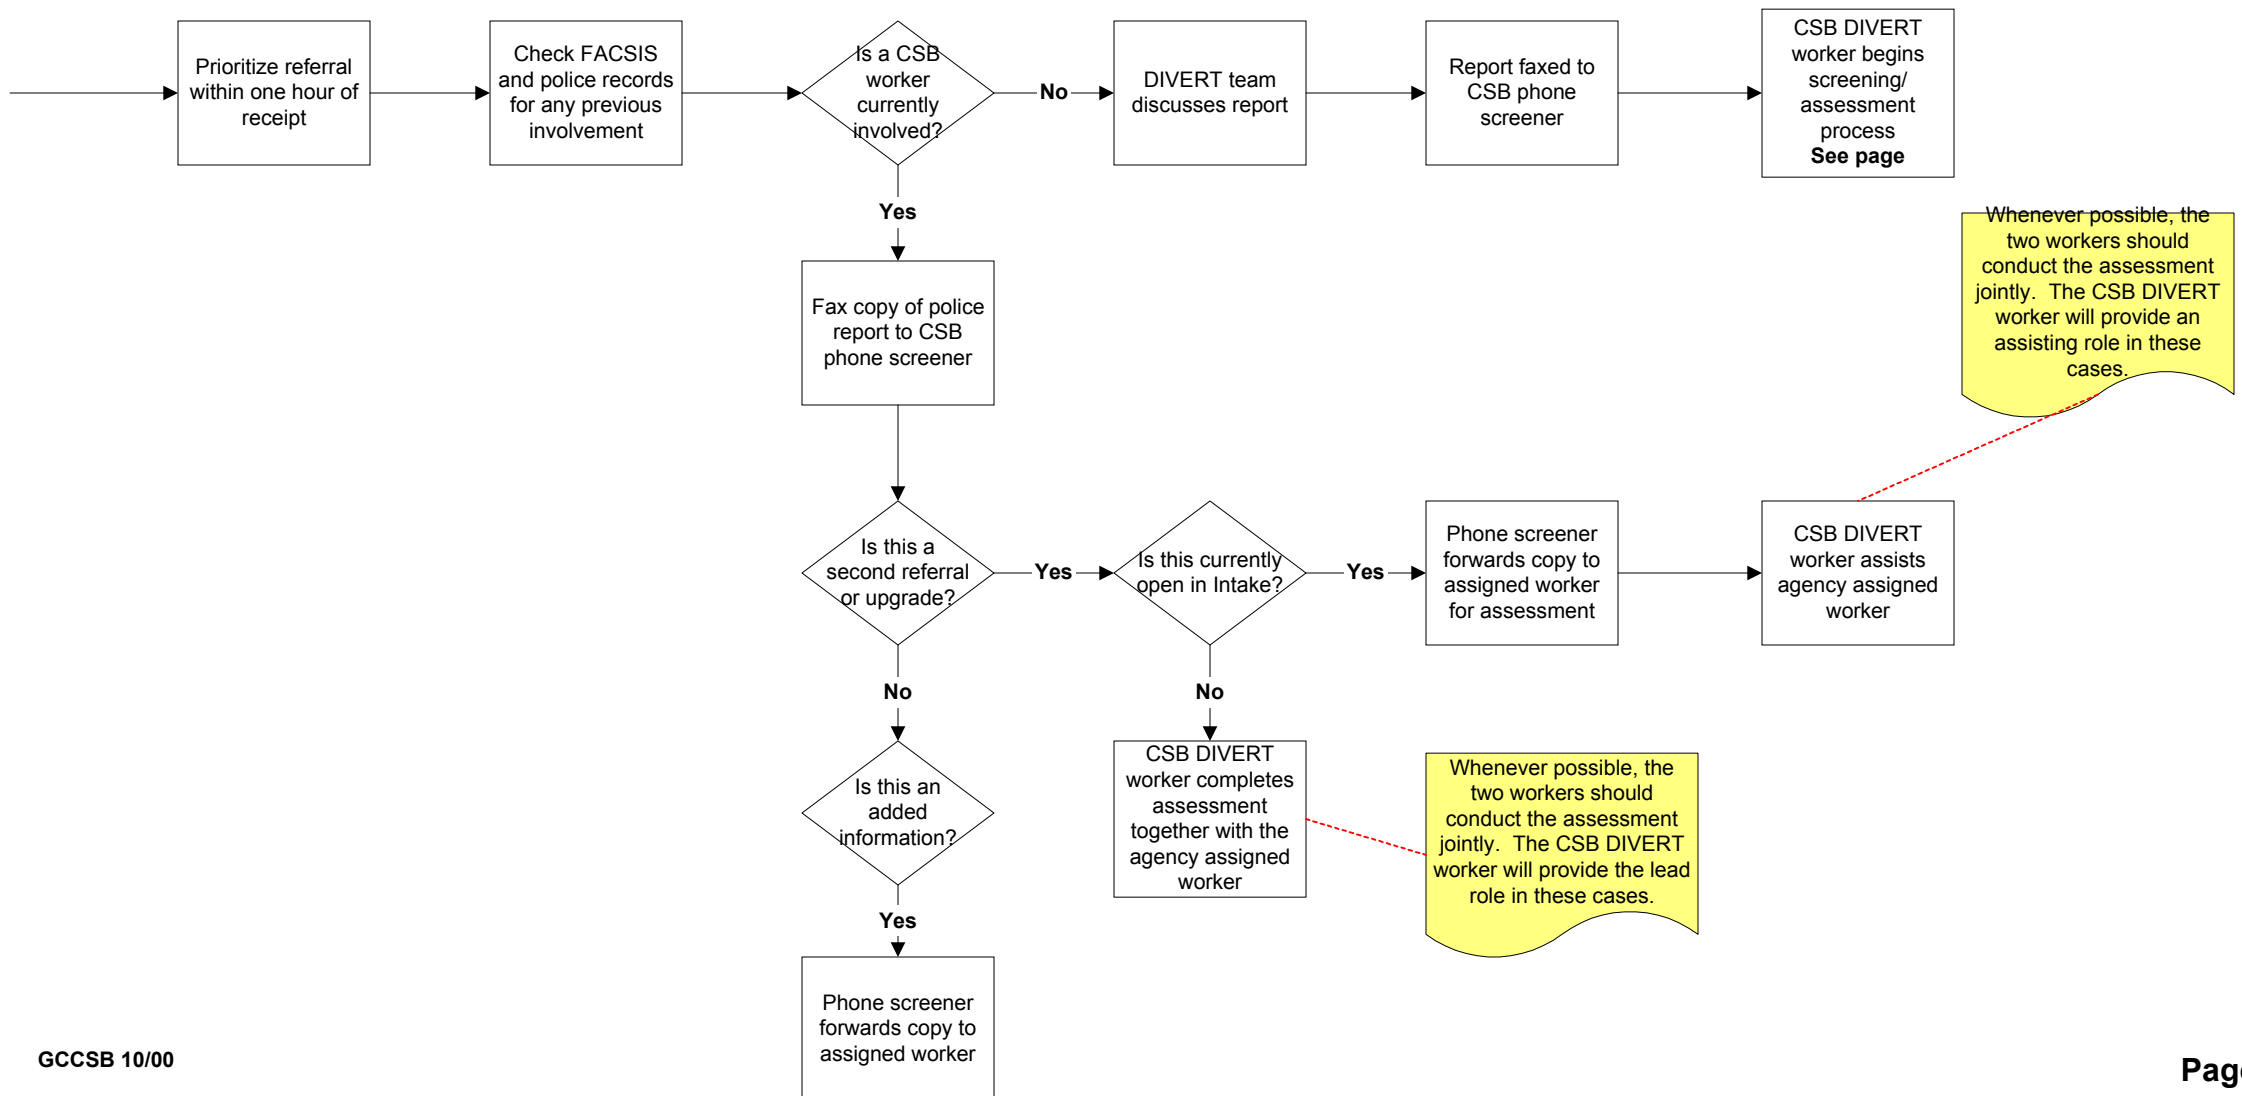 Prioritize referral
within one hour of
receipt
Check FACSIS
and police records
for any previous
involvement
Is a CSB
worker
currently
involved?
No
DIVERT team
discusses report
Report faxed to
CSB phone
screener
CSB DIVERT
worker begins
screening/
assessment
process
See page
Yes
Whenever possible, the
two workers should
conduct the assessment
jointly.  The CSB DIVERT
worker will provide an
assisting role in these
cases.
Fax copy of police
report to CSB
phone screener
Is this a
second referral
or upgrade?
Yes
Is this currently
open in Intake?
Yes
Phone screener
forwards copy to
assigned worker
for assessment
CSB DIVERT
worker assists
agency assigned
worker
No
No
Is this an
added
information?
CSB DIVERT
worker completes
assessment
together with the
agency assigned
worker
Whenever possible, the
two workers should
conduct the assessment
jointly.  The CSB DIVERT
worker will provide the lead
role in these cases.
Yes
Phone screener
forwards copy to
assigned worker
GCCSB 10/00
Page